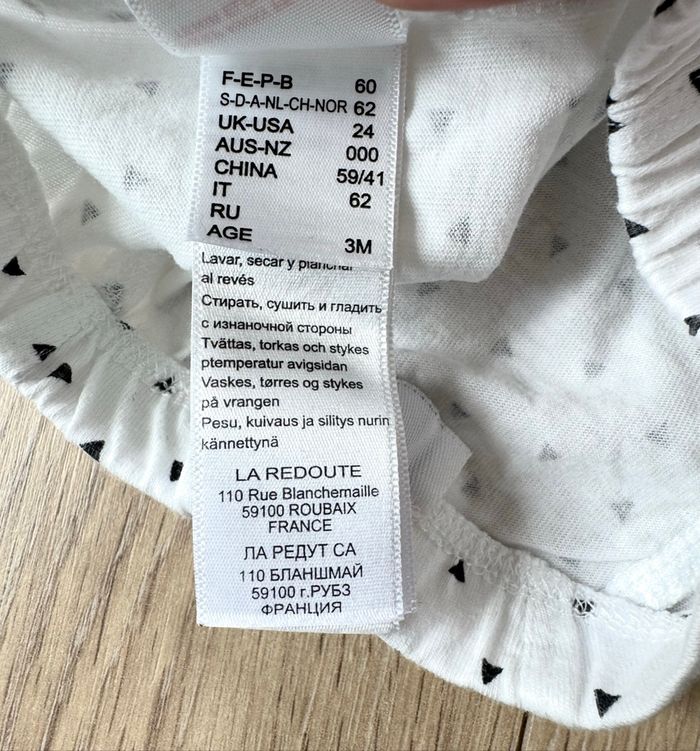 F-E-P-B 60
S-D-A-NL-CH-NOR 62
UK-USA 24
AUS-NZ 000
CHINA 59/41
IT 62
RU
AGE 3M
Lavar, secar y planchar
al revés
Стирать, сушить и гладить
с изнаночной стороны
Tvättas, torkas och stykes
ptemperatur avigsidan
Vaskes, tørres og stykes
på vrangen
Pesu, kuivaus ja silitys nurin
kännettynä
LA REDOUTE
110 Rue Blanchemaille
59100 ROUBAIX
FRANCE
ЛА РЕДУТ СА
110 БЛАНШМАЙ
59100 г.РУБЗ
ФРАНЦИЯ